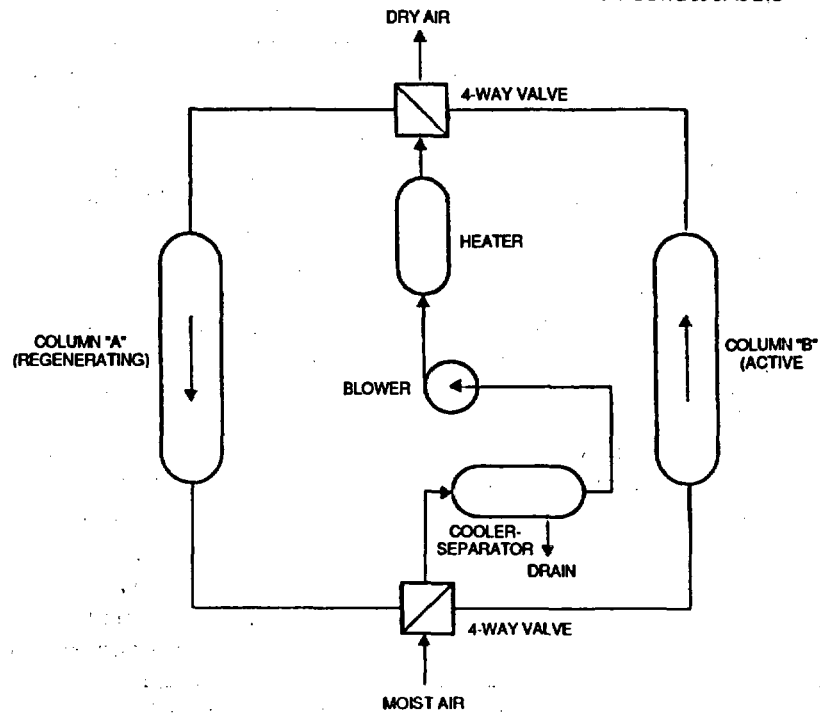 DRY AIR
4-WAY VALVE
HEATER
COLUMN "A"
(REGENERATING)
COLUMN "B"
(ACTIVE
BLOWER
COOLER-
SEPARATOR
DRAIN
4-WAY VALVE
MOIST AIR